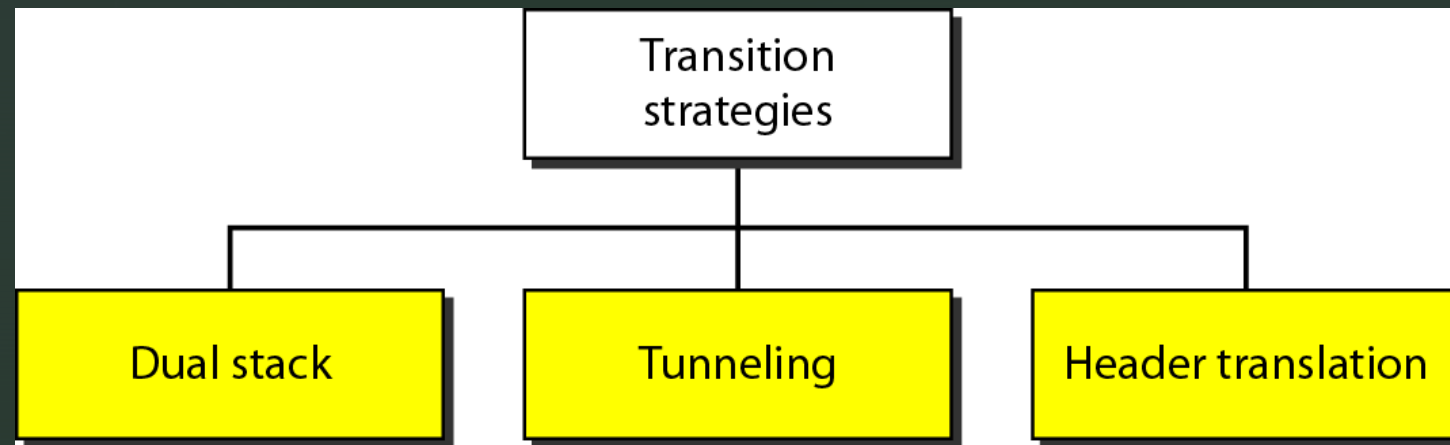 Transition
strategies
Dual stack
Tunneling
Header translation